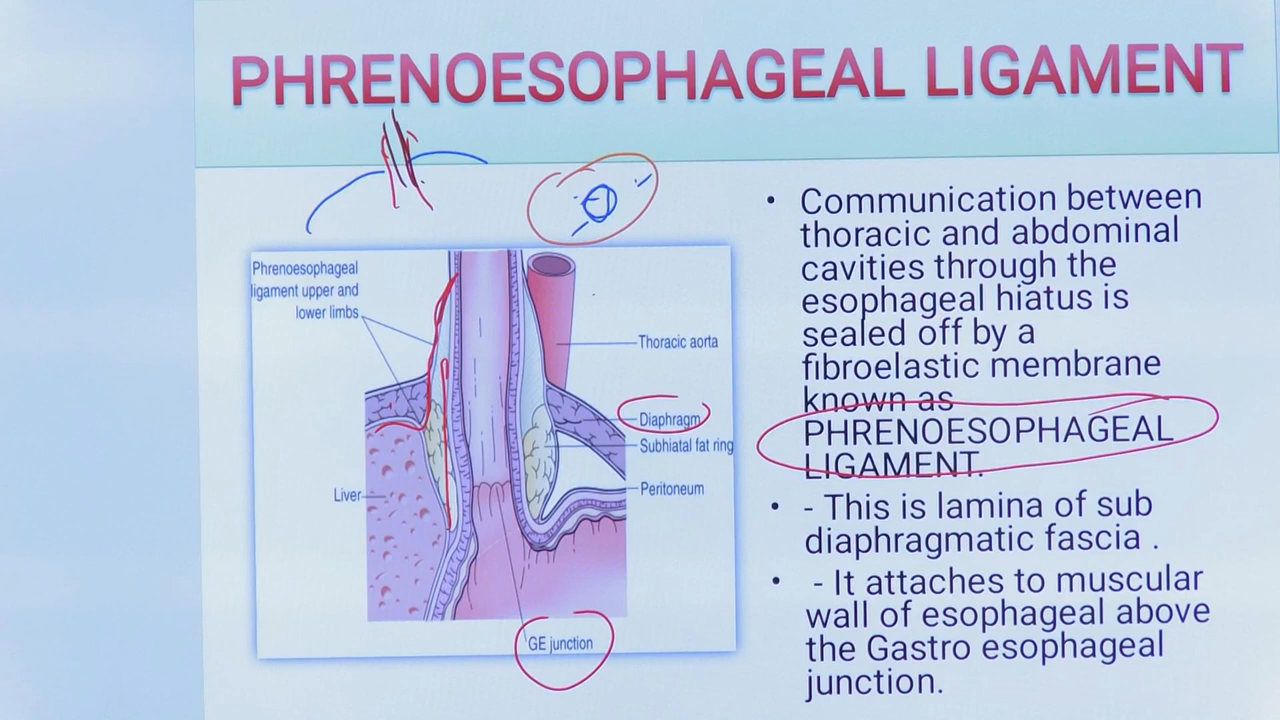 PHRENOESOPHAGEAL LIGAMENT
Phrenoesophageal
ligament upper and
lower limbs
Thoracic aorta
Diaphragm
Subhiatal fat ring
Liver
Peritoneum
GE junction
• Communication between
thoracic and abdominal
cavities through the
esophageal hiatus is
sealed off by a
fibroelastic membrane
known as
PHRENOESOPHAGEAL
LIGAMENT.
• - This is lamina of sub
diaphragmatic fascia .
• - It attaches to muscular
wall of esophageal above
the Gastro esophageal
junction.